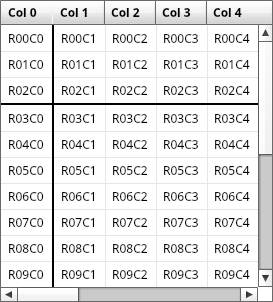 Col 0 Col 1 Col 2 Col 3 Col 4
R00C0 R00C1 R00C2 R00C3 R00C4
R01C0 R01C1 R01C2 R01C3 R01C4
R02C0 R02C1 R02C2 R02C3 R02C4
R03C0 R03C1 R03C2 R03C3 R03C4
R04C0 R04C1 R04C2 R04C3 R04C4
R05C0 R05C1 R05C2 R05C3 R05C4
R06C0 R06C1 R06C2 R06C3 R06C4
R07C0 R07C1 R07C2 R07C3 R07C4
R08C0 R08C1 R08C2 R08C3 R08C4
R09C0 R09C1 R09C2 R09C3 R09C4